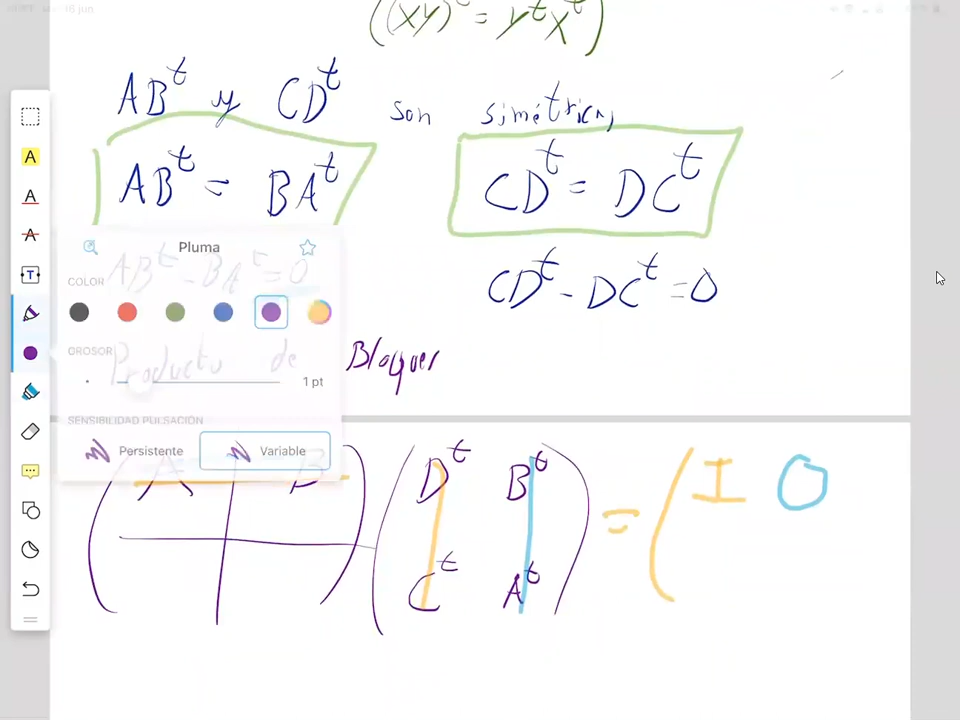 ((XY)^t = Y^t X^t)
AB^t y CD^t son simétricas
AB^t = BA^t
CD^t = DC^t
Pluma
AB^t - BA^t = 0
CD^t - DC^t = 0
COLOR
GROSOR
Producto de Bloques
1 pt
SENSIBILIDAD PULSACIÓN
Persistente
Variable
(A B) (D^t B^t = (I O
C^t A^t)